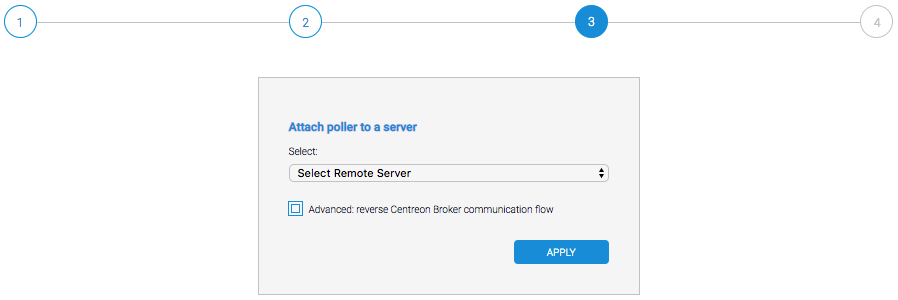 1 2 3 4
Attach poller to a server
Select:
Select Remote Server
Advanced: reverse Centreon Broker communication flow
APPLY